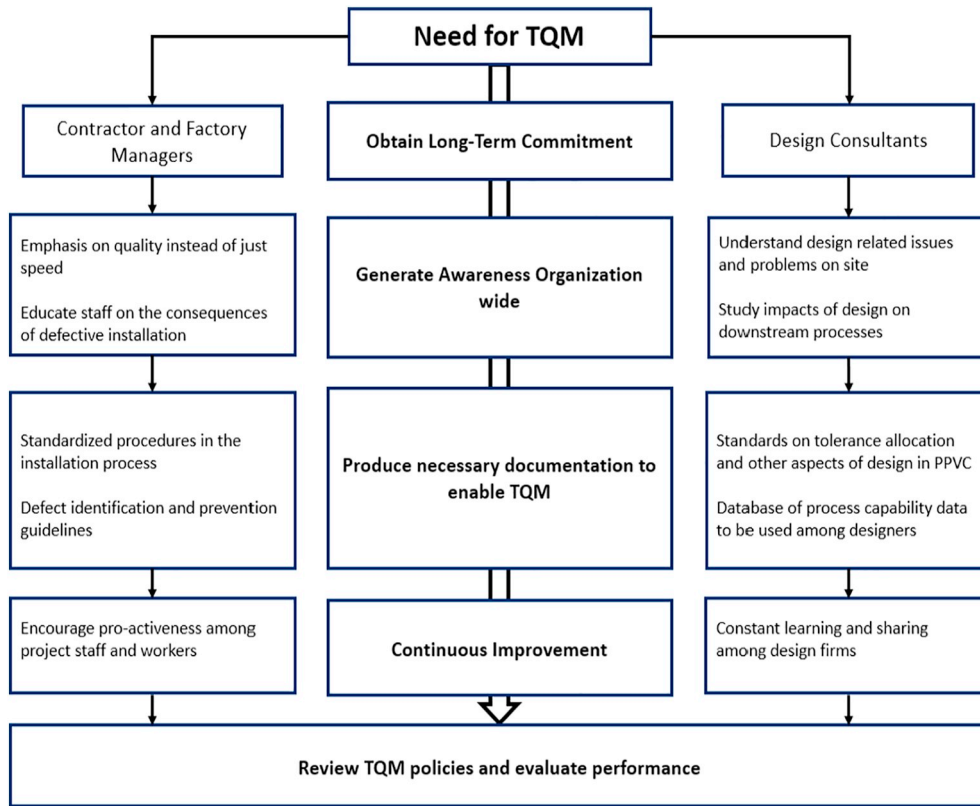 Need for TQM
Contractor and Factory
Managers
Obtain Long-Term Commitment
Design Consultants
Emphasis on quality instead of just
speed
Educate staff on the consequences
of defective installation
Generate Awareness Organization
wide
Understand design related issues
and problems on site
Study impacts of design on
downstream processes
Standardized procedures in the
installation process
Defect identification and prevention
guidelines
Produce necessary documentation to
enable TQM
Standards on tolerance allocation
and other aspects of design in PPVC
Database of process capability data
to be used among designers
Encourage pro-activeness among
project staff and workers
Continuous Improvement
Constant learning and sharing
among design firms
Review TQM policies and evaluate performance